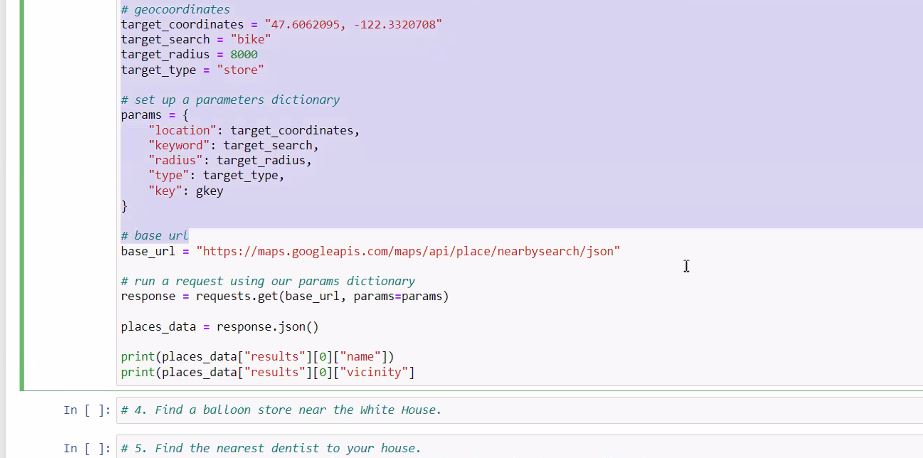 # geocoordinates
target_coordinates = "47.6062095, -122.3320708"
target_search = "bike"
target_radius = 8000
target_type = "store"
# set up a parameters dictionary
params = {
"location": target_coordinates,
"keyword": target_search,
"radius": target_radius,
"type": target_type,
"key": gkey
}
# base url
base_url = "https://maps.googleapis.com/maps/api/place/nearbysearch/json"
# run a request using our params dictionary
response = requests.get(base_url, params=params)
places_data = response.json()
print(places_data["results"][0]["name"])
print(places_data["results"][0]["vicinity"]
In [ ]: # 4. Find a balloon store near the White House.
In [ ]: # 5. Find the nearest dentist to your house.